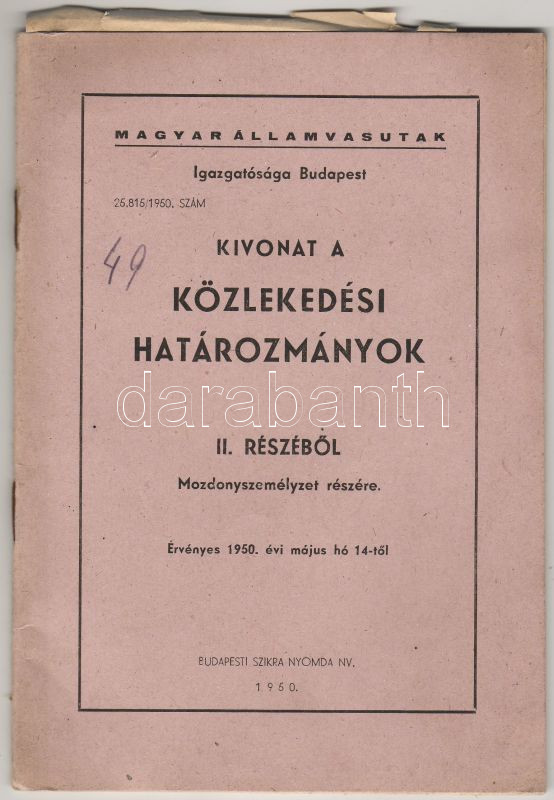 MAGYAR ÁLLAMVASUTAK
Igazgatósága Budapest
25.815/1950. SZÁM
49
KIVONAT A
KÖZLEKEDÉSI
HATÁROZMÁNYOK
darabanth
II. RÉSZÉBŐL
Mozdonyszemélyzet részére.
Érvényes 1950. évi május hó 14-től
BUDAPESTI SZIKRA NYOMDA NV.
1950.